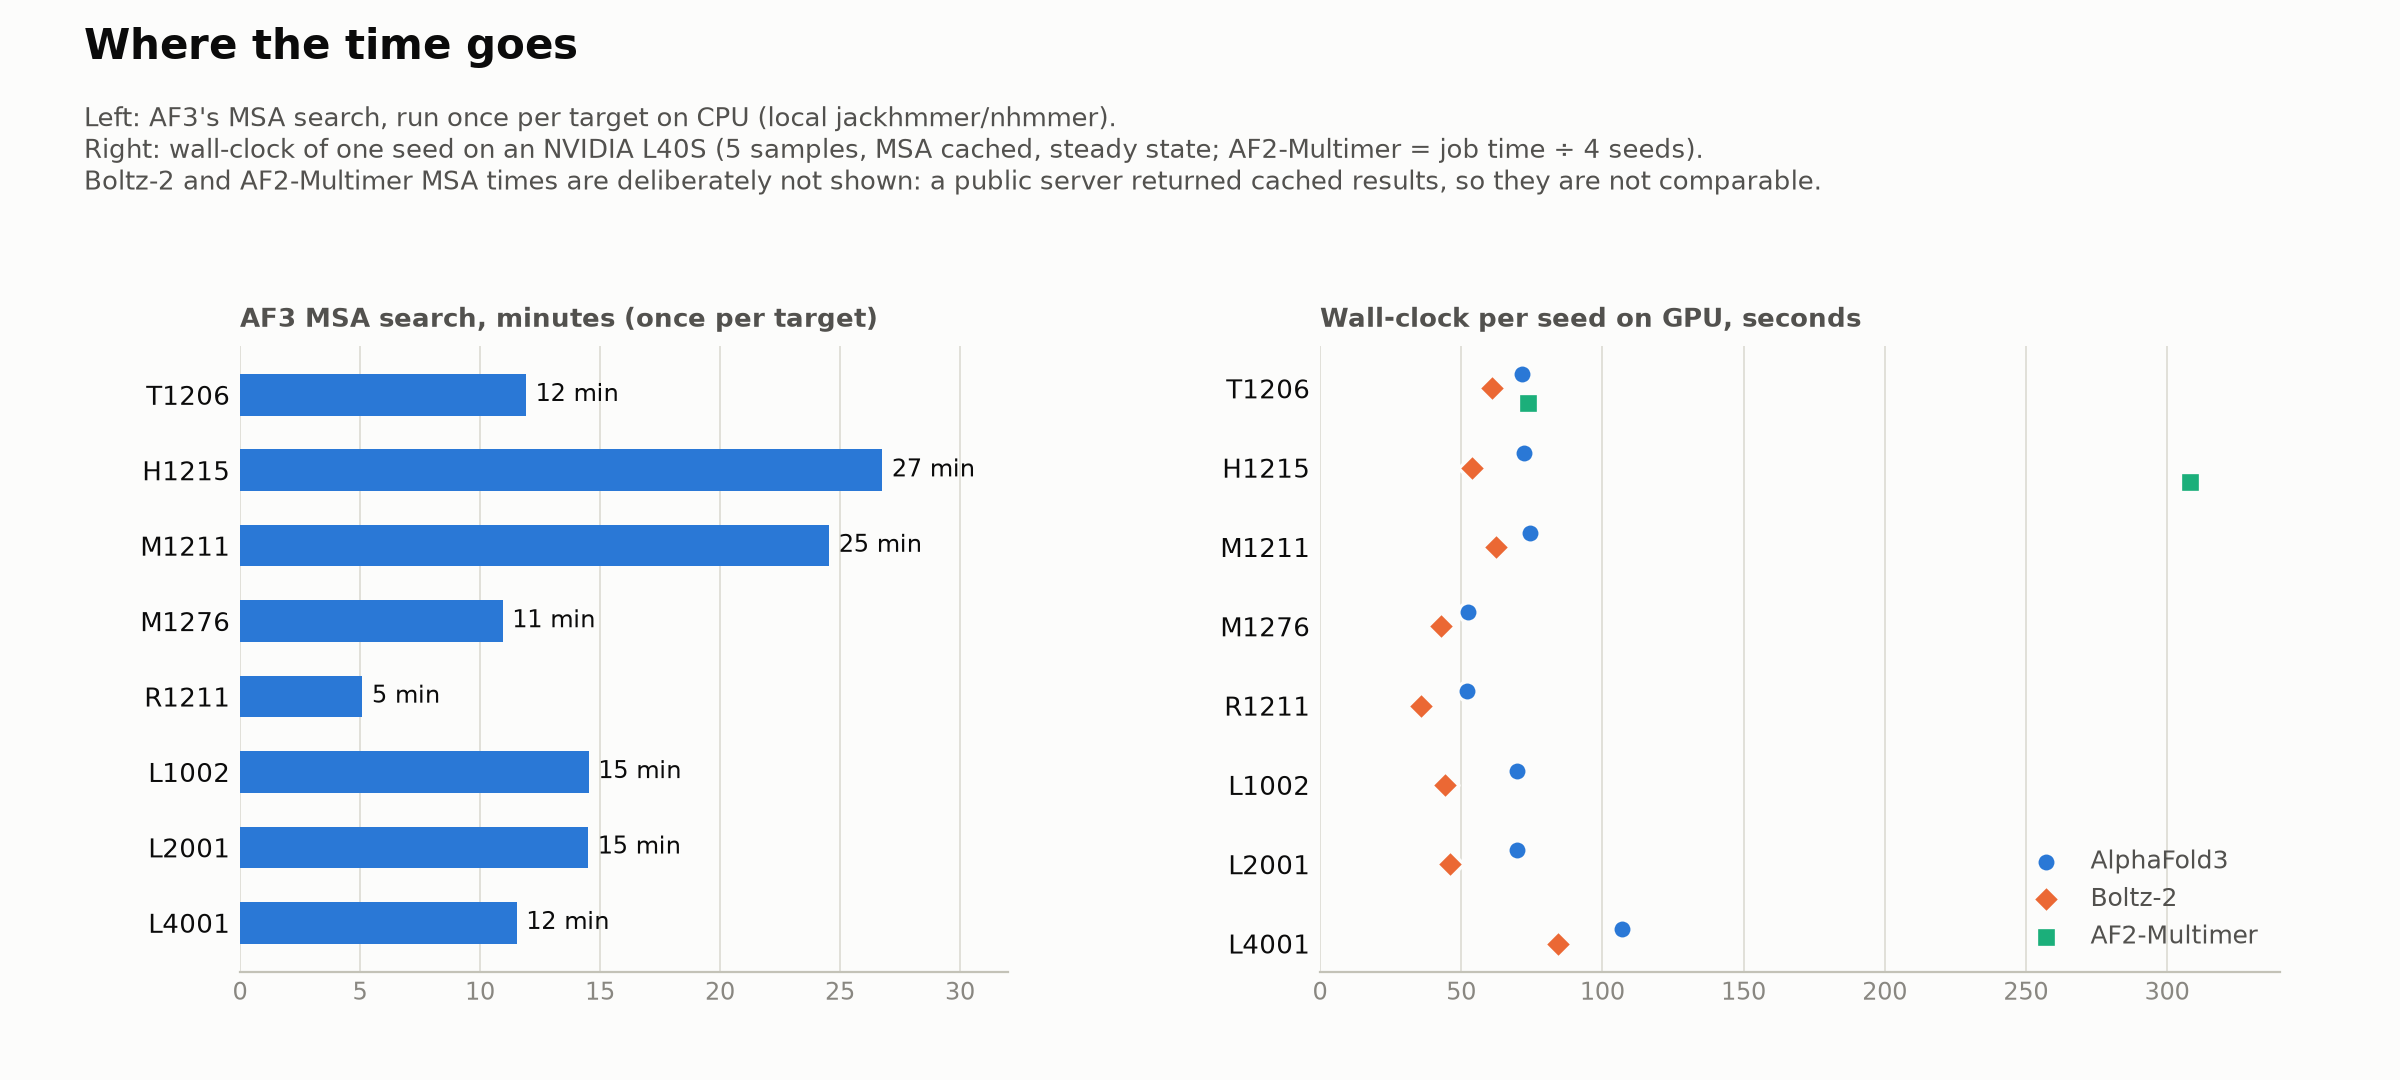 Where the time goes
Left: AF3's MSA search, run once per target on CPU (local jackhmmer/nhmmer).
Right: wall-clock of one seed on an NVIDIA L40S (5 samples, MSA cached, steady state; AF2-Multimer = job time ÷ 4 seeds).
Boltz-2 and AF2-Multimer MSA times are deliberately not shown: a public server returned cached results, so they are not comparable.
AF3 MSA search, minutes (once per target)
T1206 12 min
H1215 27 min
M1211 25 min
M1276 11 min
R1211 5 min
L1002 15 min
L2001 15 min
L4001 12 min
0 5 10 15 20 25 30
Wall-clock per seed on GPU, seconds
T1206
H1215
M1211
M1276
R1211
L1002
L2001
L4001
AlphaFold3
Boltz-2
AF2-Multimer
0 50 100 150 200 250 300